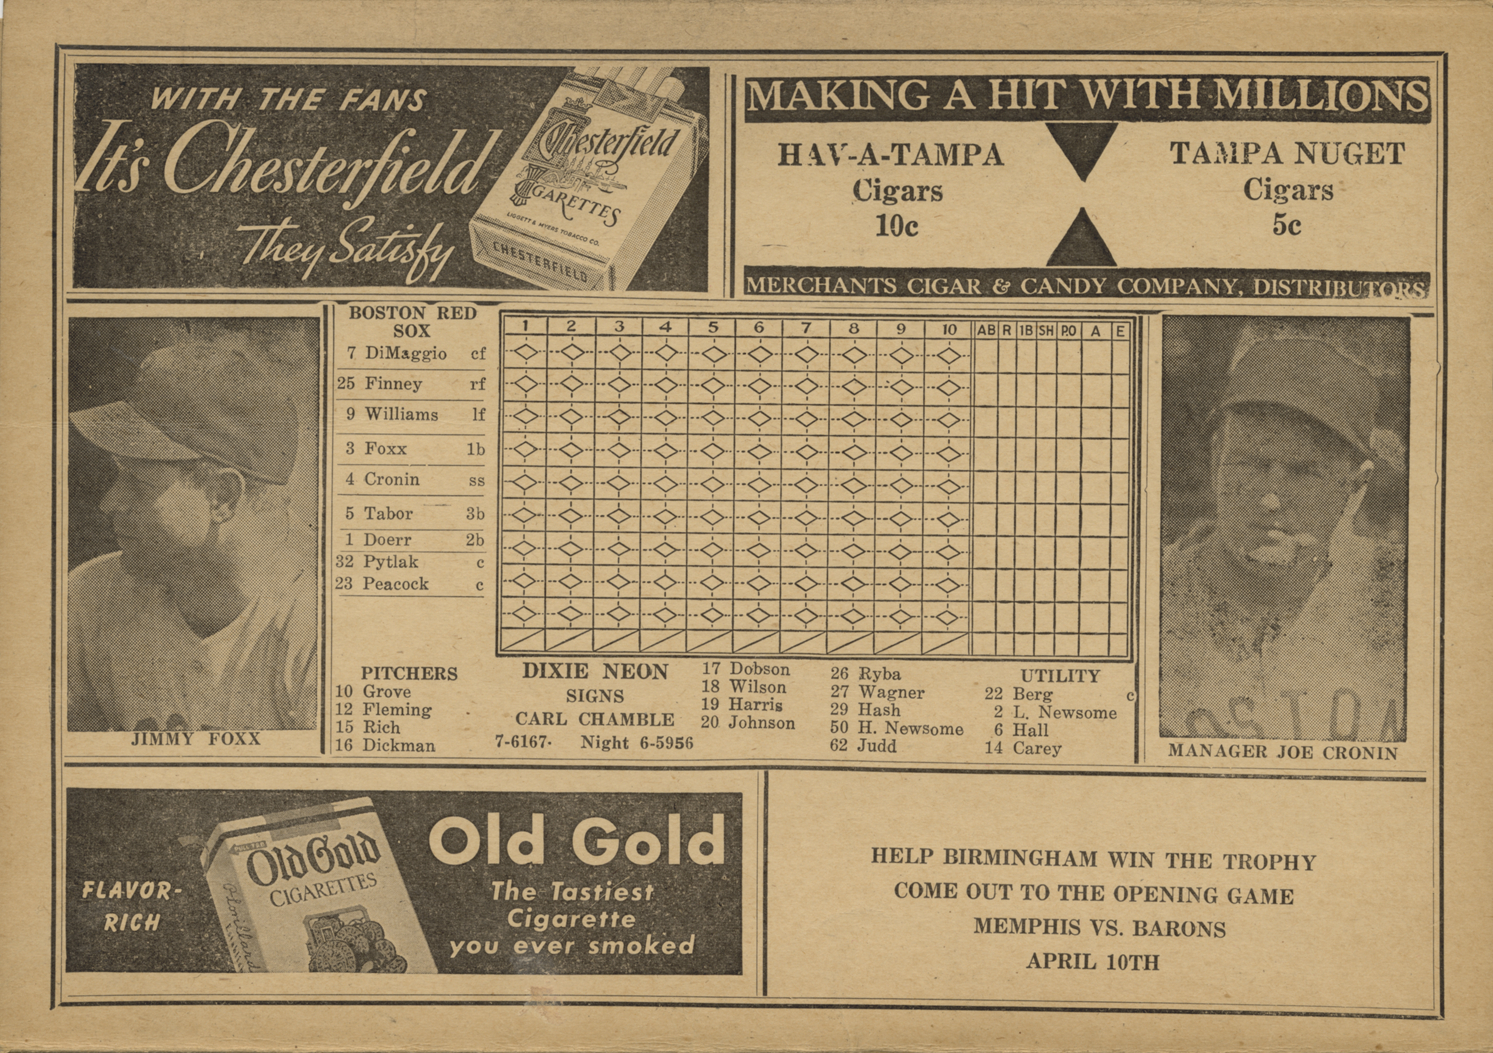 WITH THE FANS
It's Chesterfield
They Satisfy
Chesterfield
CIGARETTES
LIGGETT & MYERS TOBACCO CO.
CHESTERFIELD
MAKING A HIT WITH MILLIONS
HAV-A-TAMPA
Cigars
10c
TAMPA NUGET
Cigars
5c
MERCHANTS CIGAR & CANDY COMPANY, DISTRIBUTORS
JIMMY FOXX
BOSTON RED
SOX
7 DiMaggio cf
25 Finney rf
9 Williams lf
3 Foxx 1b
4 Cronin ss
5 Tabor 3b
1 Doerr 2b
32 Pytlak c
23 Peacock c
1 2 3 4 5 6 7 8 9 10 AB R 1B SH PO A E
PITCHERS
10 Grove
12 Fleming
15 Rich
16 Dickman
DIXIE NEON
SIGNS
CARL CHAMBLE
7-6167· Night 6-5956
17 Dobson
18 Wilson
19 Harris
20 Johnson
26 Ryba
27 Wagner
29 Hash
50 H. Newsome
62 Judd
UTILITY
22 Berg c
2 L. Newsome
6 Hall
14 Carey
OSTON
MANAGER JOE CRONIN
FLAVOR-
RICH
Old Gold
CIGARETTES
P. Lorillard
Old Gold
The Tastiest
Cigarette
you ever smoked
HELP BIRMINGHAM WIN THE TROPHY
COME OUT TO THE OPENING GAME
MEMPHIS VS. BARONS
APRIL 10TH